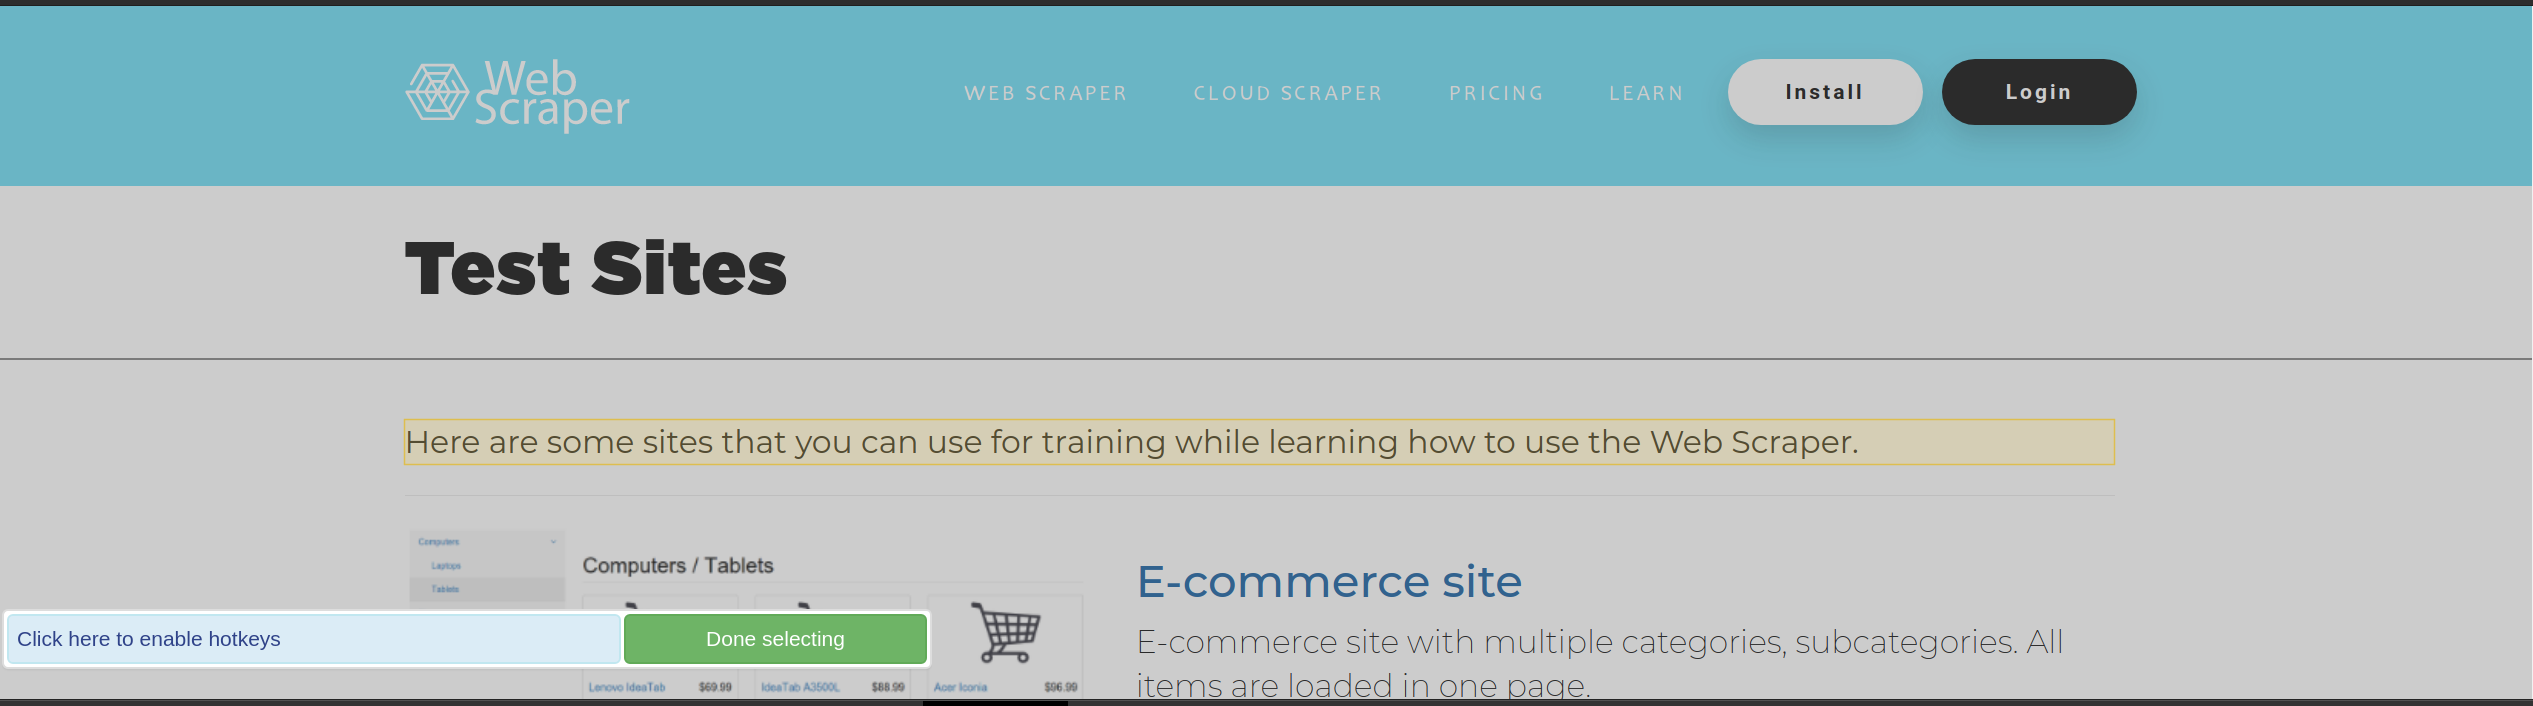 Web
Scraper
WEB SCRAPER
CLOUD SCRAPER
PRICING
LEARN
Install
Login
Test Sites
Here are some sites that you can use for training while learning how to use the Web Scraper.
Computers
Laptops
Tablets
Computers / Tablets
E-commerce site
E-commerce site with multiple categories, subcategories. All
items are loaded in one page.
Click here to enable hotkeys
Done selecting
Lenovo IdeaTab
$69.99
IdeaTab A3500L
$88.99
Acer Iconia
$96.99